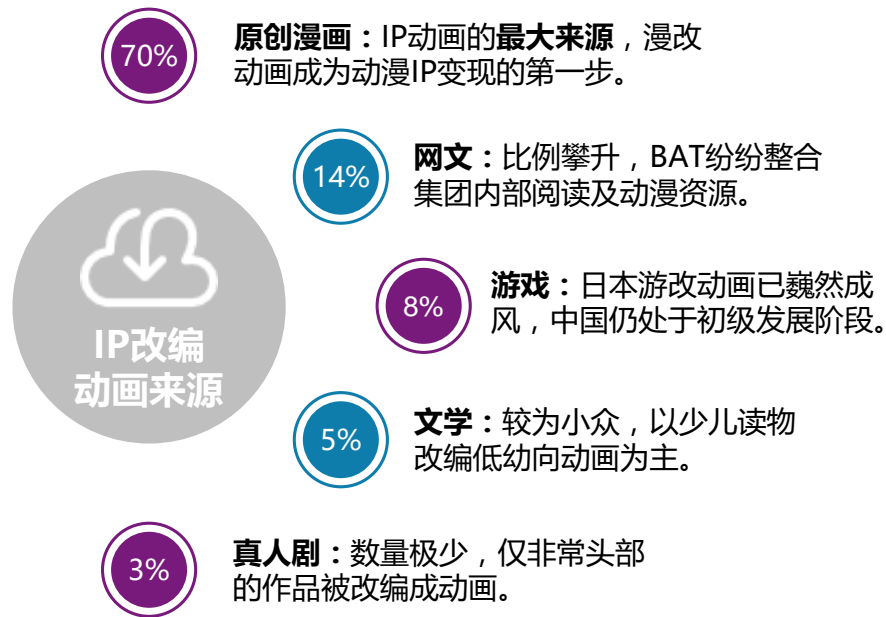 70%
原创漫画：IP动画的最大来源，漫改
动画成为动漫IP变现的第一步。
14%
网文：比例攀升，BAT纷纷整合
集团内部阅读及动漫资源。
8%
游戏：日本游改动画已巍然成
风，中国仍处于初级发展阶段。
IP改编
动画来源
5%
文学：较为小众，以少儿读物
改编低幼向动画为主。
3%
真人剧：数量极少，仅非常头部
的作品被改编成动画。